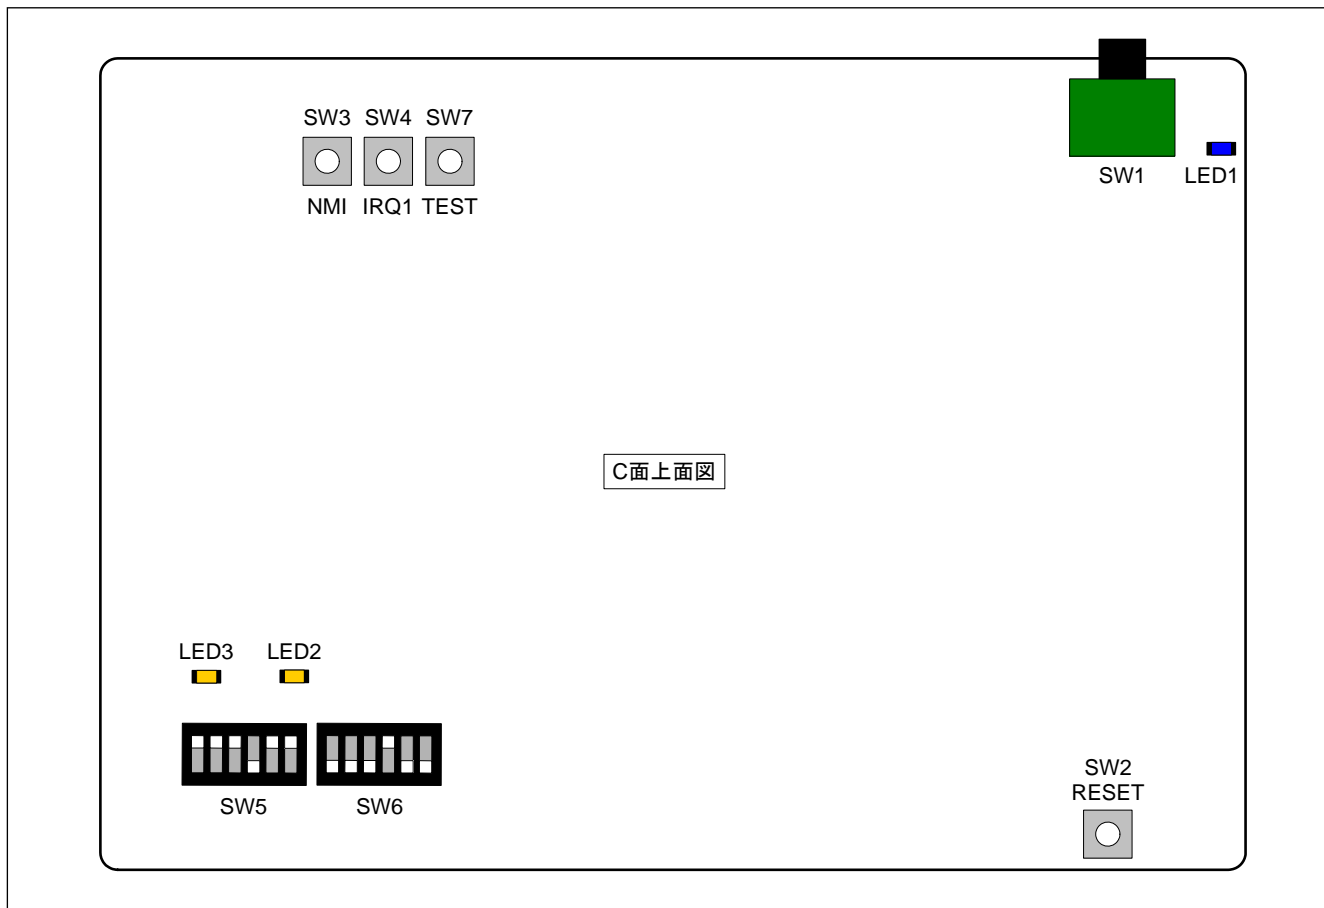 SW3 SW4 SW7
NMI IRQ1 TEST
SW1 LED1
C面上面図
LED3 LED2
SW5 SW6
SW2
RESET